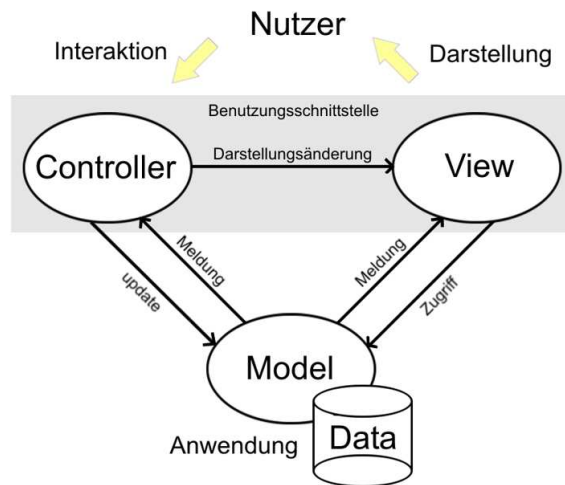 Nutzer
Interaktion
Darstellung
Benutzungsschnittstelle
Controller
Darstellungsänderung
View
update
Meldung
Meldung
Zugriff
Model
Anwendung
Data